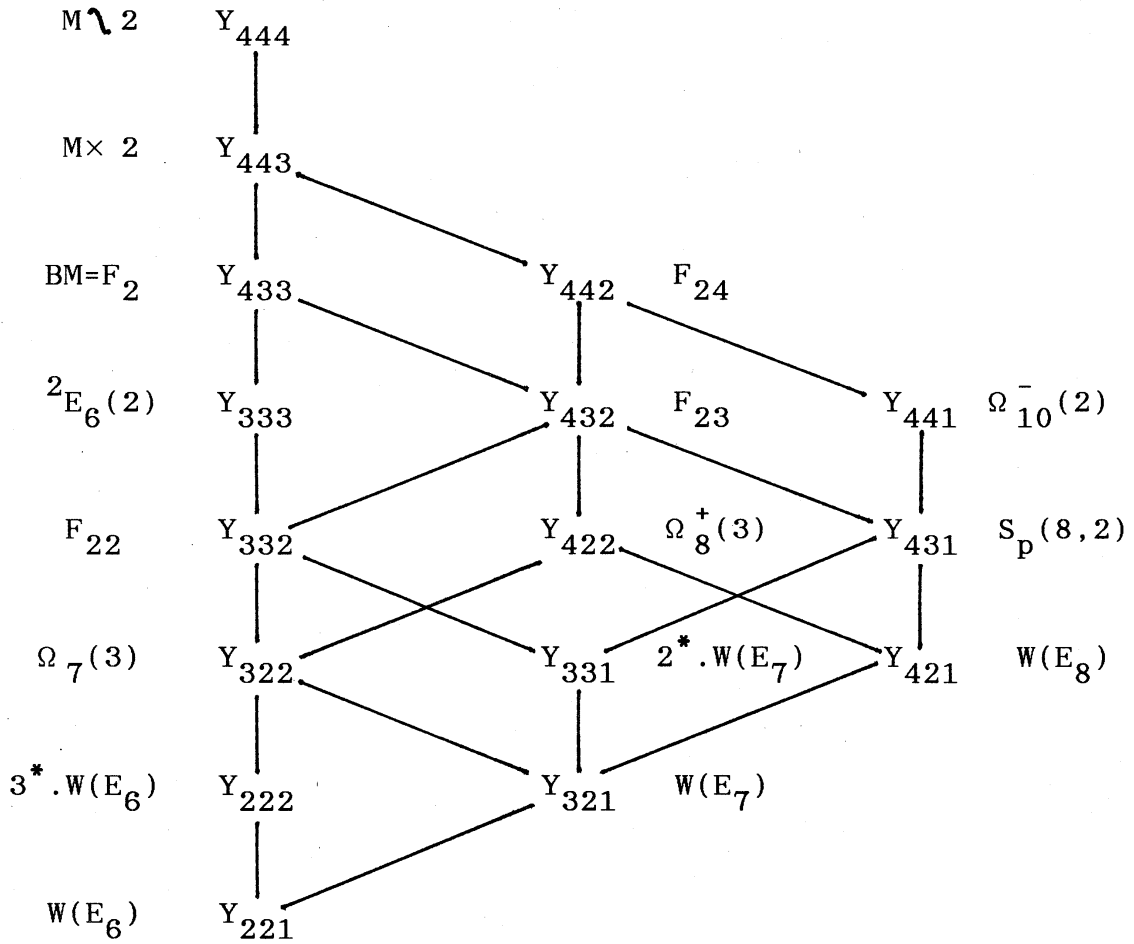 M≀2 Y₄₄₄
M×2 Y₄₄₃
BM=F₂ Y₄₃₃ Y₄₄₂ F₂₄
²E₆(2) Y₃₃₃ Y₄₃₂ F₂₃ Y₄₄₁ Ω⁻₁₀(2)
F₂₂ Y₃₃₂ Y₄₂₂ Ω⁺₈(3) Y₄₃₁ Sₚ(8,2)
Ω₇(3) Y₃₂₂ Y₃₃₁ 2*.W(E₇) Y₄₂₁ W(E₈)
3*.W(E₆) Y₂₂₂ Y₃₂₁ W(E₇)
W(E₆) Y₂₂₁